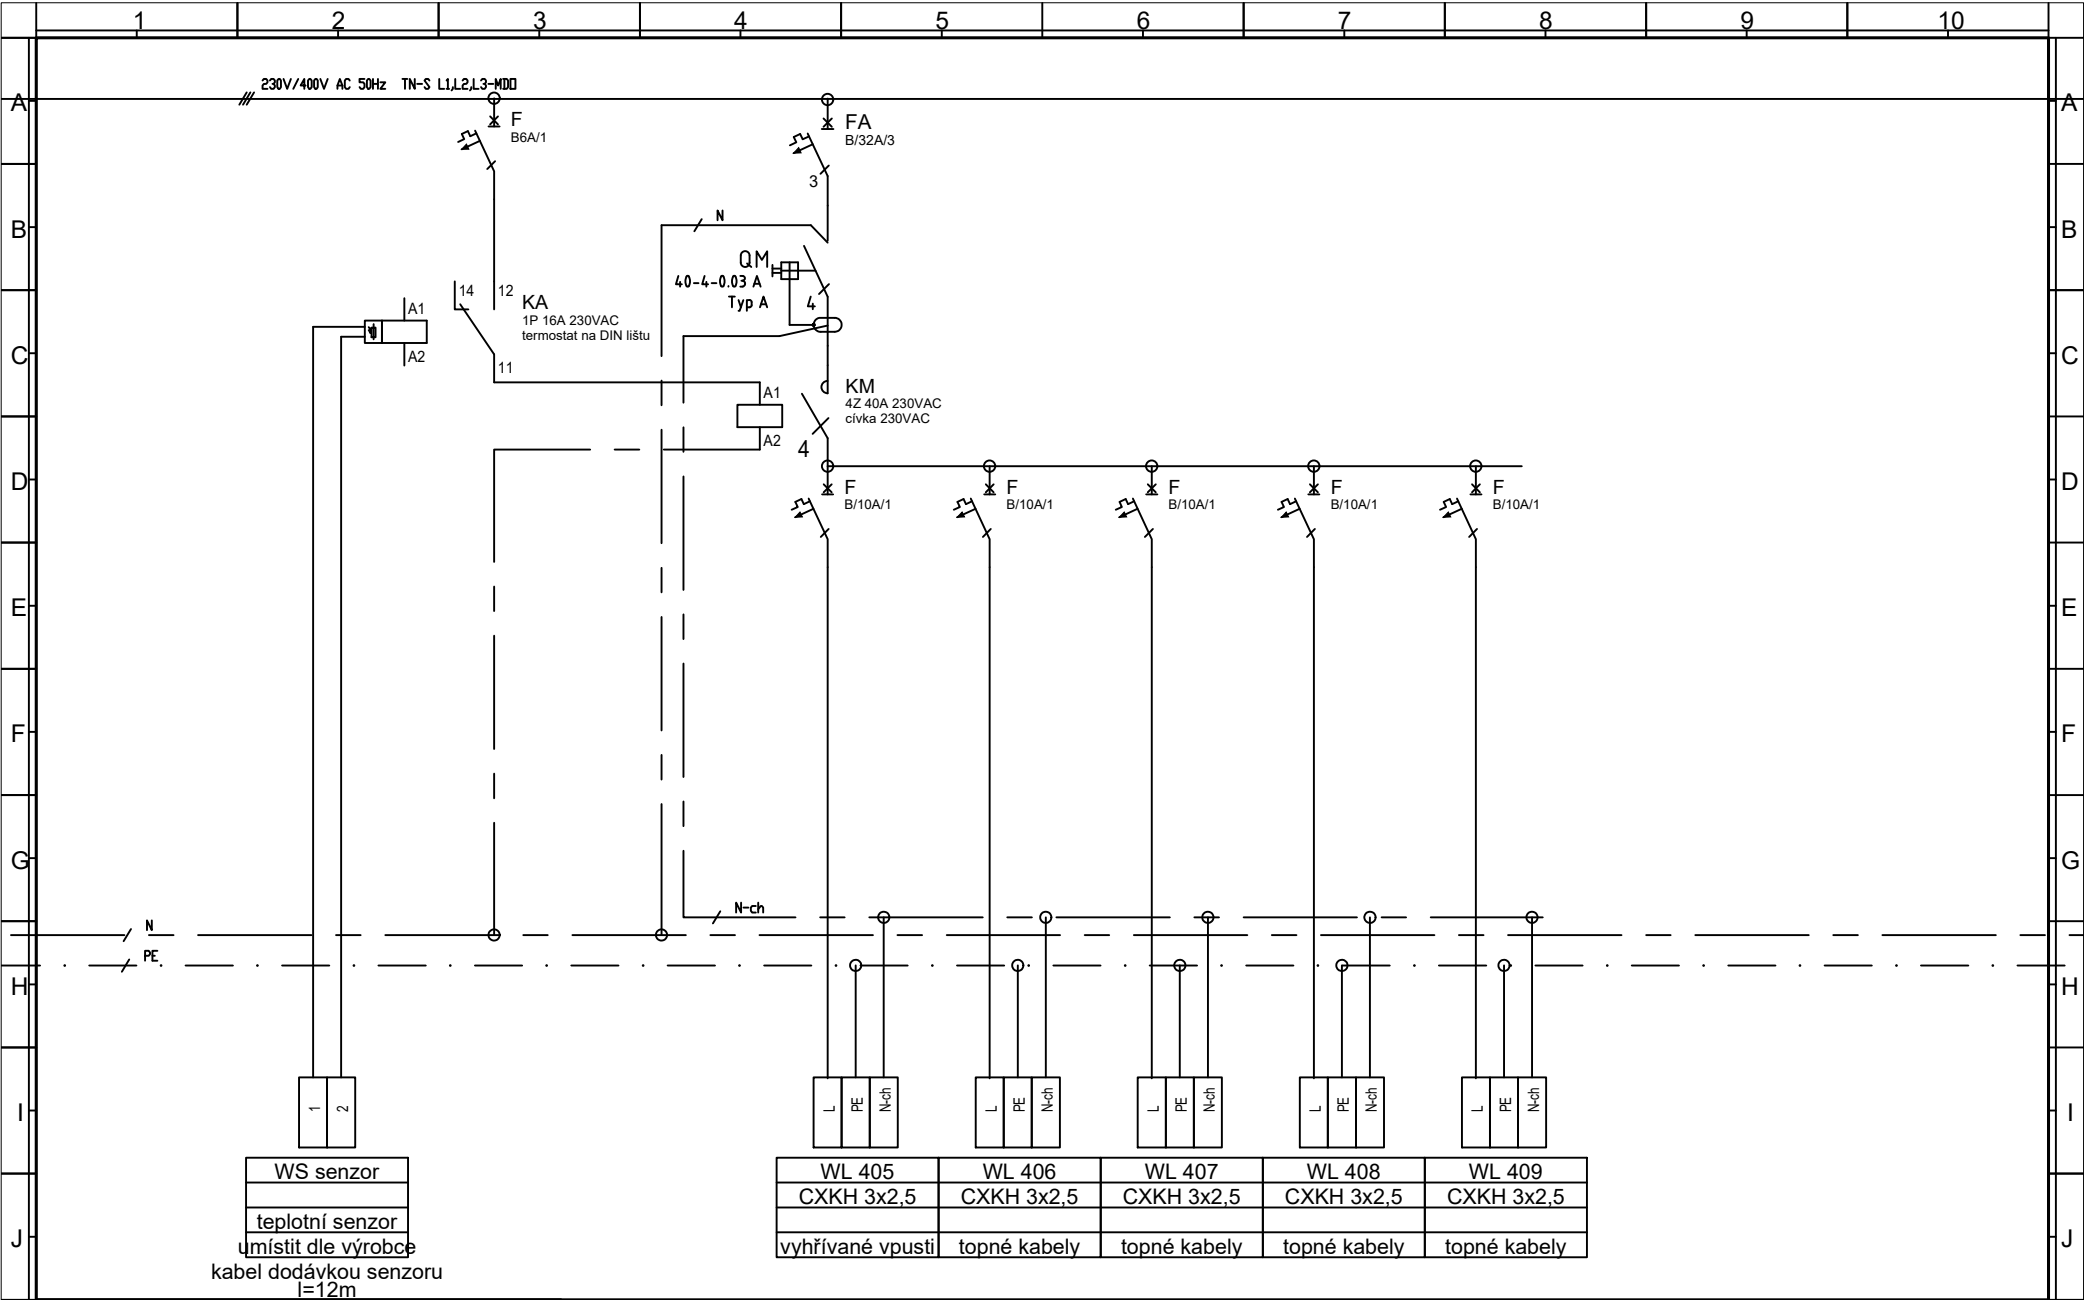 1 2 3 4 5 6 7 8 9 10
230V/400V AC 50Hz TN-S L1,L2,L3-MDO
A A
F
B6A/1
FA
B/32A/3
3
N
B B
QM
40-4-0.03 A
Typ A
4
14 12
KA
1P 16A 230VAC
termostat na DIN lištu
A1
A2
11
C C
A1
A2
KM
4Z 40A 230VAC
cívka 230VAC
4
D D
F F F F F
B/10A/1 B/10A/1 B/10A/1 B/10A/1 B/10A/1
E E
F F
G G
N-ch
N
PE
H H
1 2
L PE N-ch L PE N-ch L PE N-ch L PE N-ch L PE N-ch
I I
WS senzor
teplotní senzor
umístit dle výrobce
kabel dodávkou senzoru
l=12m
WL 405 WL 406 WL 407 WL 408 WL 409
CXKH 3x2,5 CXKH 3x2,5 CXKH 3x2,5 CXKH 3x2,5 CXKH 3x2,5
vyhřívané vpusti topné kabely topné kabely topné kabely topné kabely
J J